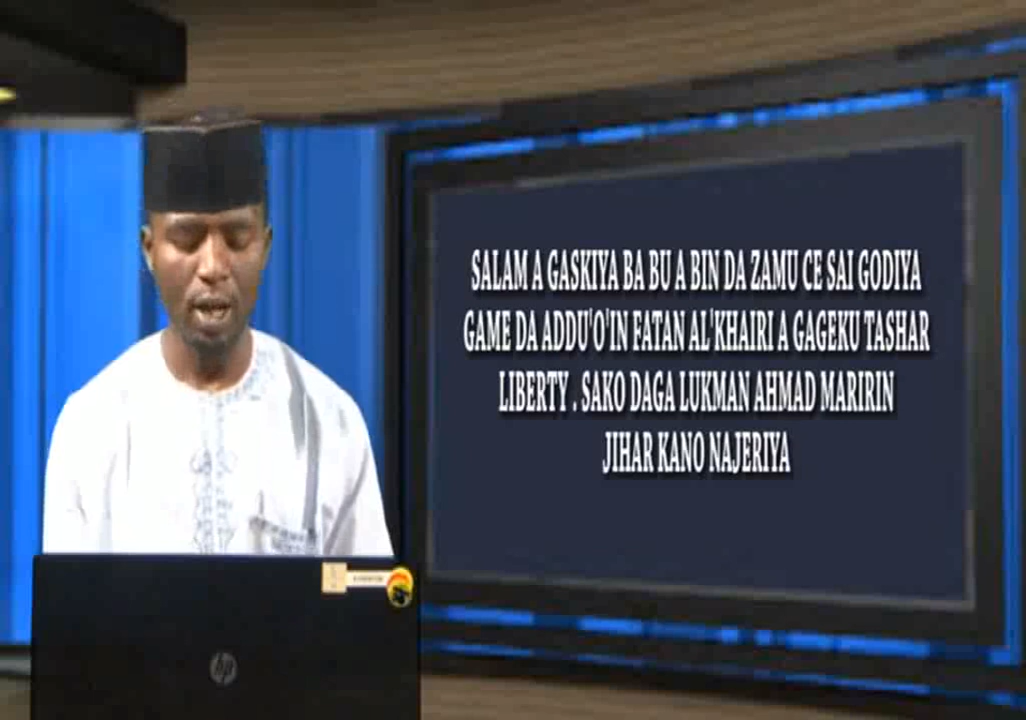 SALAM A GASKIYA BA BU A BIN DA ZAMU CE SAI GODIYA
GAME DA ADDU'O'IN FATAN AL'KHAIRI A GAGEKU TASHAR
LIBERTY . SAKO DAGA LUKMAN AHMAD MARIRIN
JIHAR KANO NAJERIYA
hp